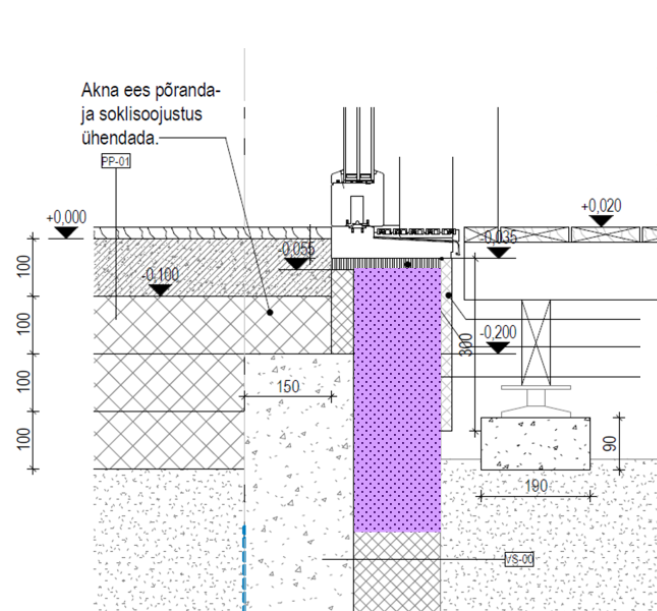 Akna ees põranda-
ja soklisoojustus
ühendada.
PP-01
+0,000
+0,020
-0,055
-0,035
-0,100
100
100
-0,200
300
100
150
100
90
190
VS-00